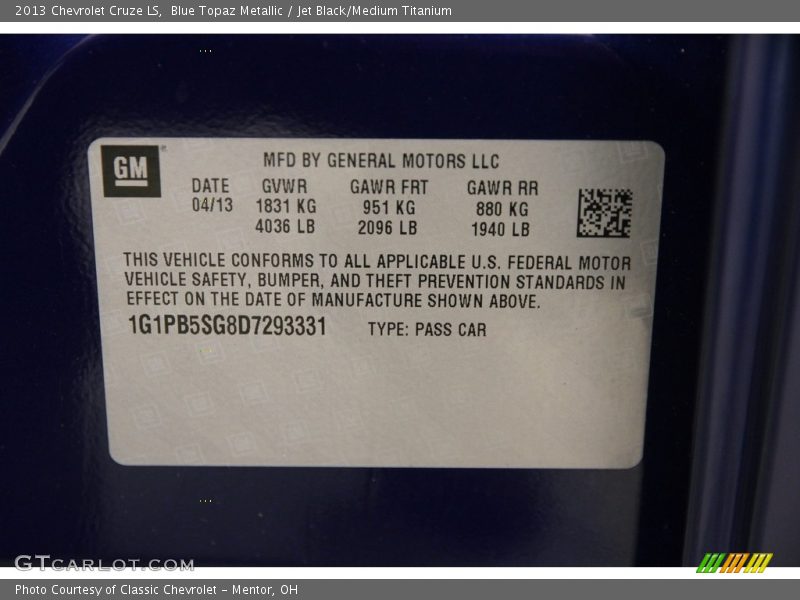 2013 Chevrolet Cruze LS, Blue Topaz Metallic / Jet Black/Medium Titanium
GM
MFD BY GENERAL MOTORS LLC
DATE GVWR GAWR FRT GAWR RR
04/13 1831 KG 951 KG 880 KG
4036 LB 2096 LB 1940 LB
THIS VEHICLE CONFORMS TO ALL APPLICABLE U.S. FEDERAL MOTOR
VEHICLE SAFETY, BUMPER, AND THEFT PREVENTION STANDARDS IN
EFFECT ON THE DATE OF MANUFACTURE SHOWN ABOVE.
1G1PB5SG8D7293331 TYPE: PASS CAR
GTCARLOT.COM
Photo Courtesy of Classic Chevrolet - Mentor, OH